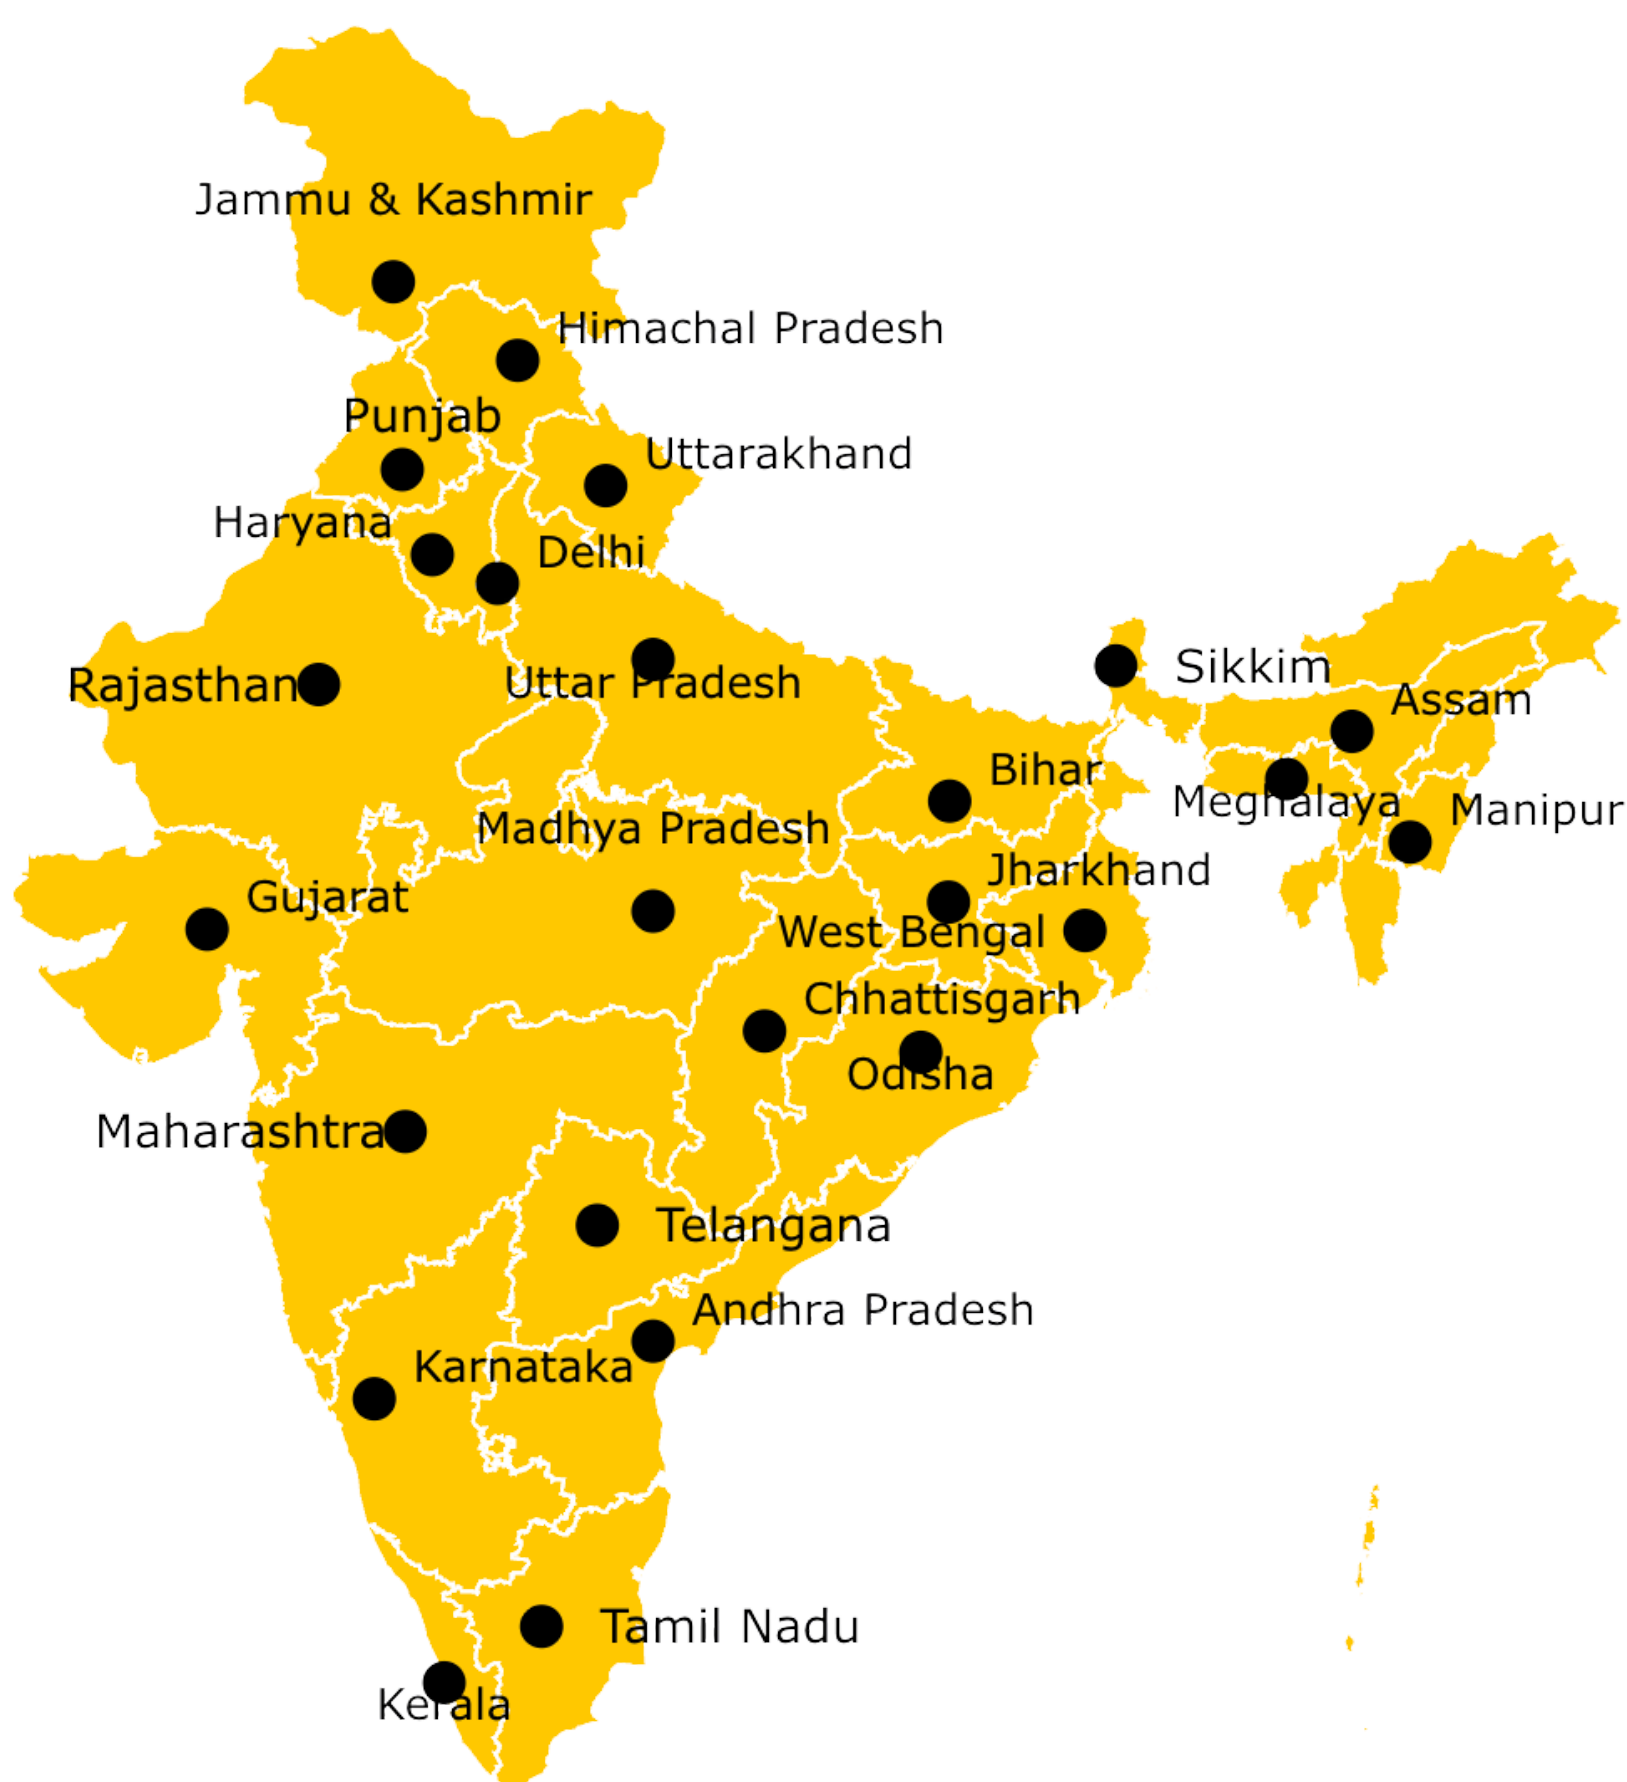 Jammu & Kashmir
Himachal Pradesh
Punjab
Uttarakhand
Haryana
Delhi
Rajasthan
Uttar Pradesh
Sikkim
Assam
Bihar
Meghalaya
Manipur
Madhya Pradesh
Jharkhand
Gujarat
West Bengal
Chhattisgarh
Odisha
Maharashtra
Telangana
Andhra Pradesh
Karnataka
Tamil Nadu
Kerala